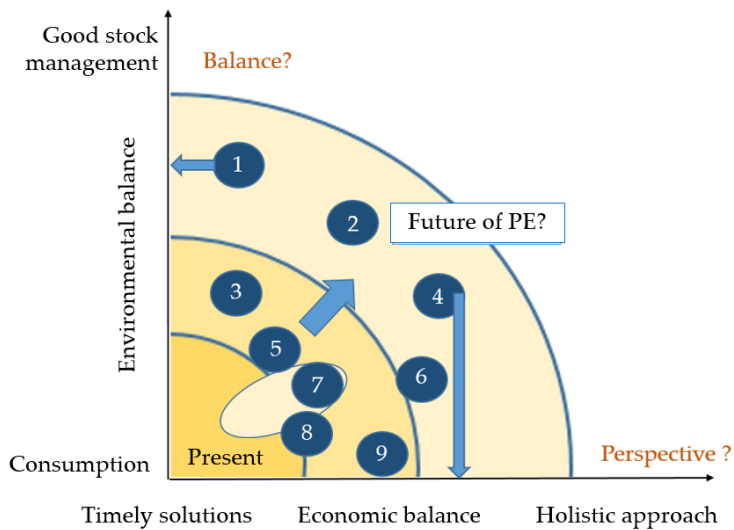 Good stock
management
Balance?
Environmental balance
1
2
Future of PE?
3
4
5
6
7
8
9
Present
Consumption
Perspective ?
Timely solutions
Economic balance
Holistic approach